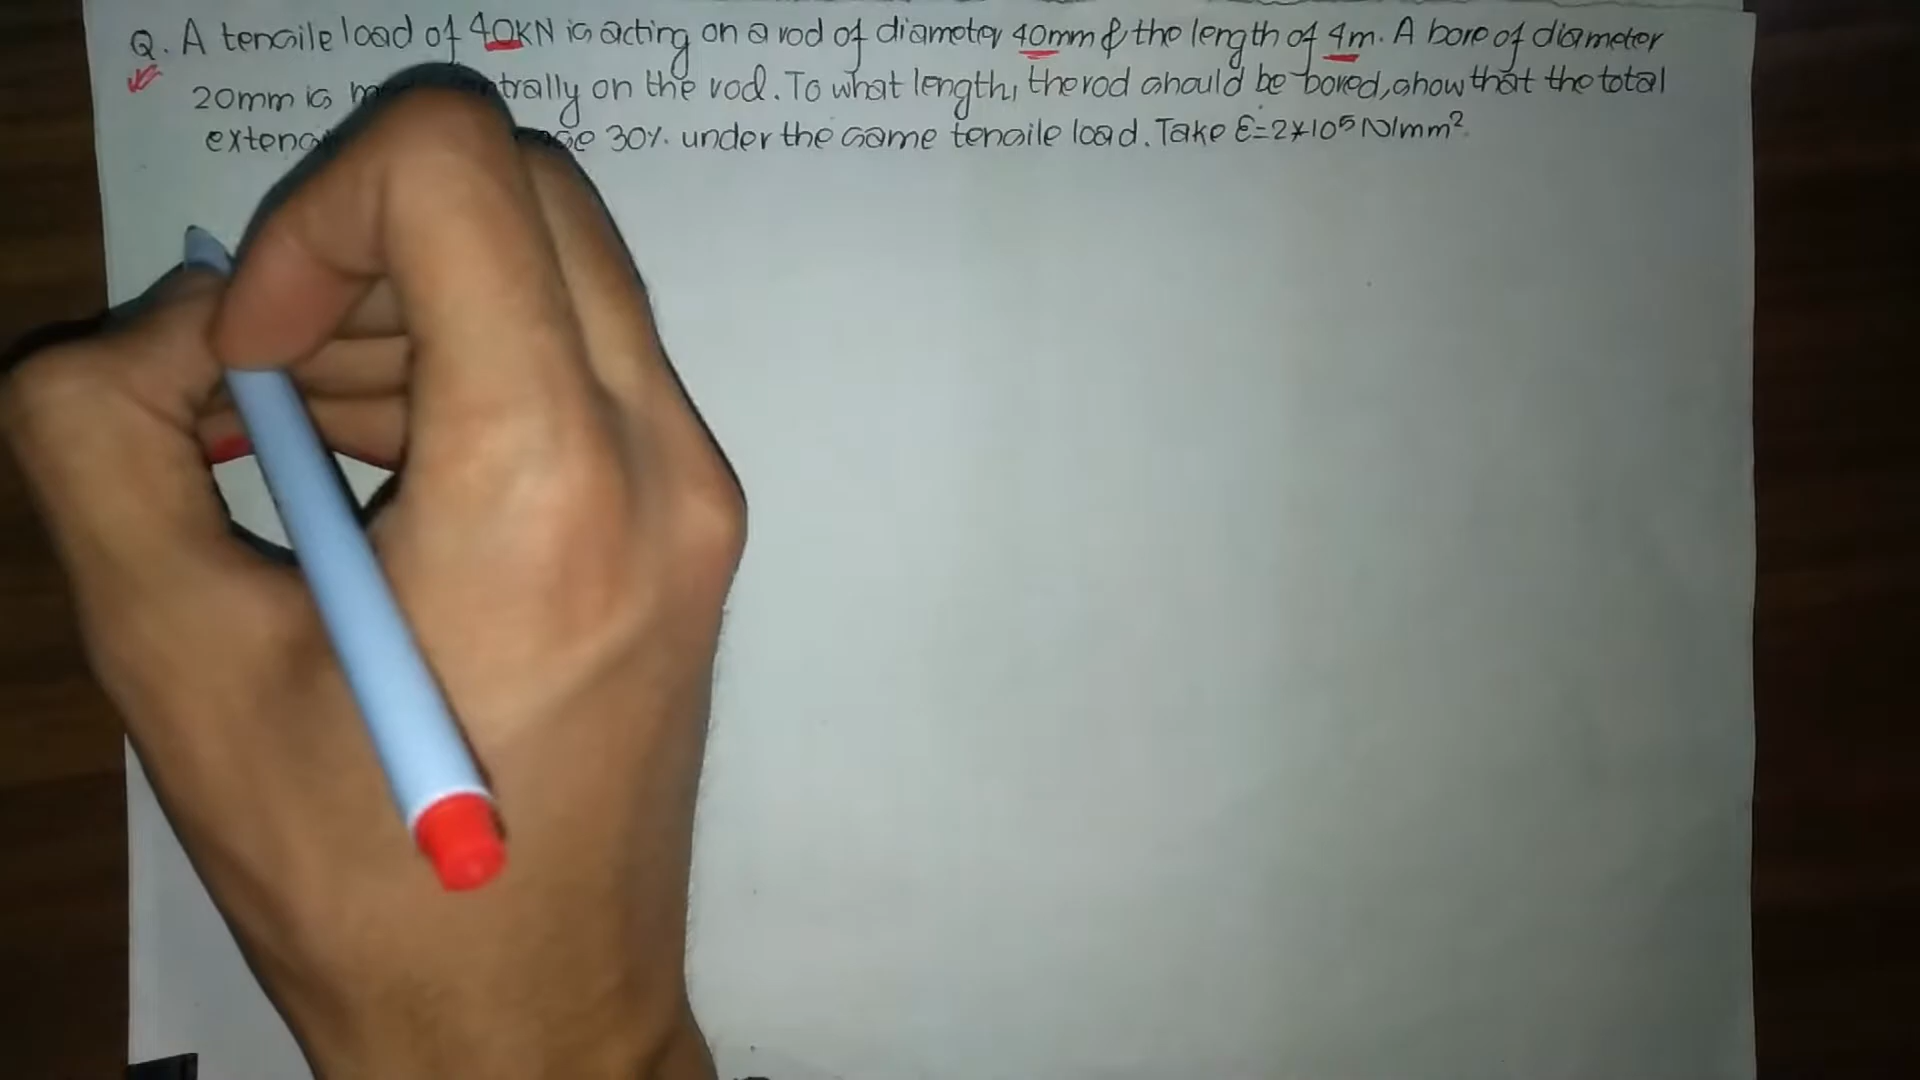 Q. A tensile load of 40KN is acting on a rod of diameter 40mm & the length of 4m. A bore of diameter
20mm is on the rod. To what length, the rod should be bored, show that the total
30%. under the same tensile load. Take E=2*10⁵ N/mm²